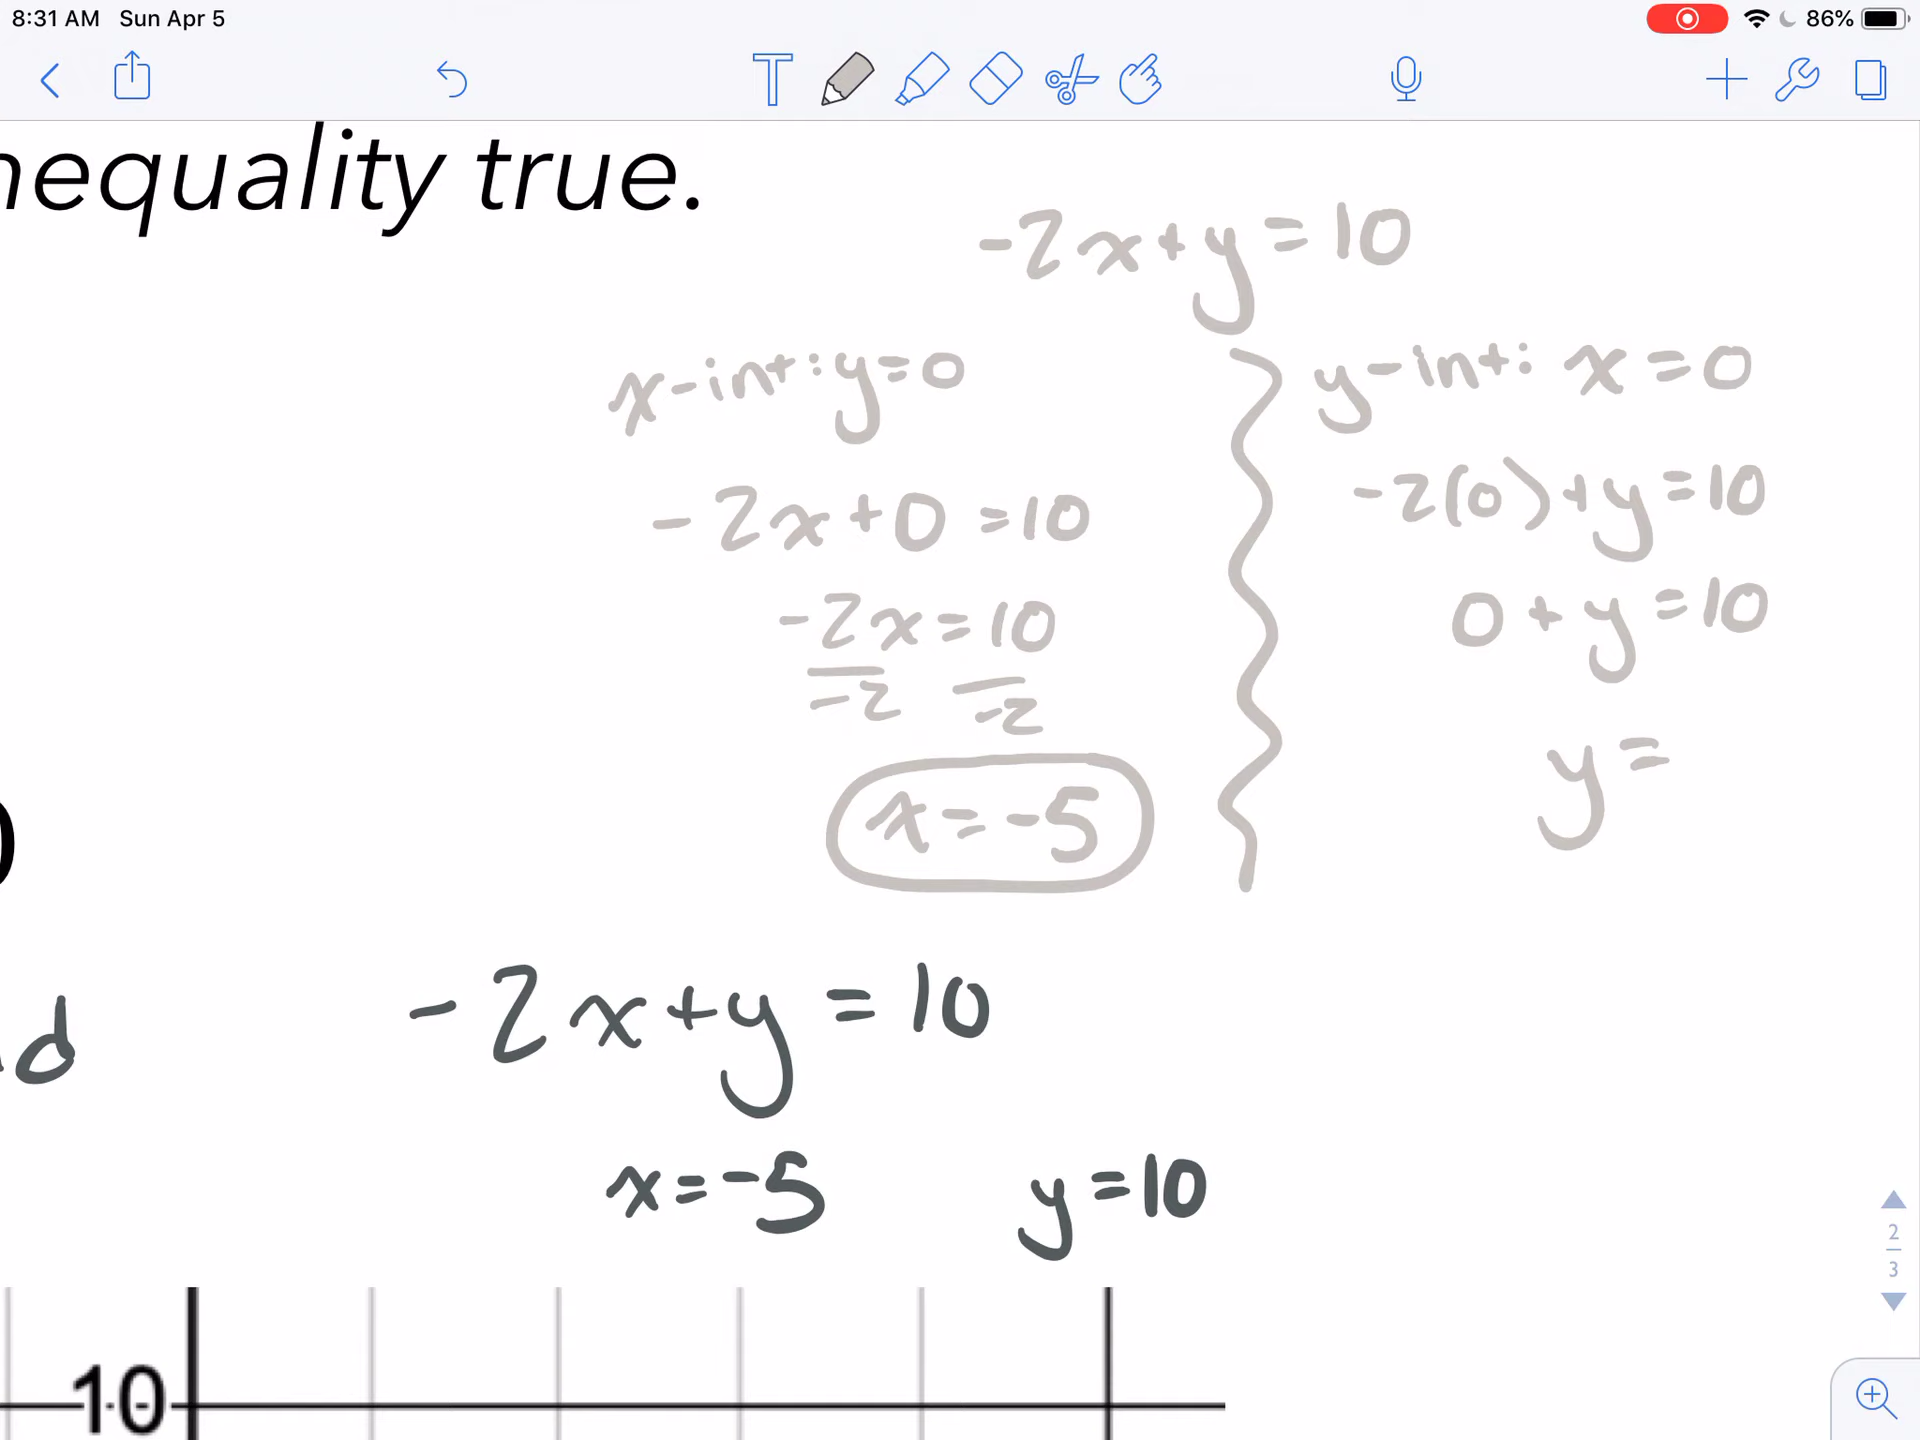 8:31 AM Sun Apr 5 86%
T
nequality true.
-2x+y=10
x-int: y=0
-2x+0=10
-2x=10
-2 -2
x=-5
y-int: x=0
-2(0)+y=10
0+y=10
y=
)
d
-2x+y=10
x=-5 y=10
2
3
10